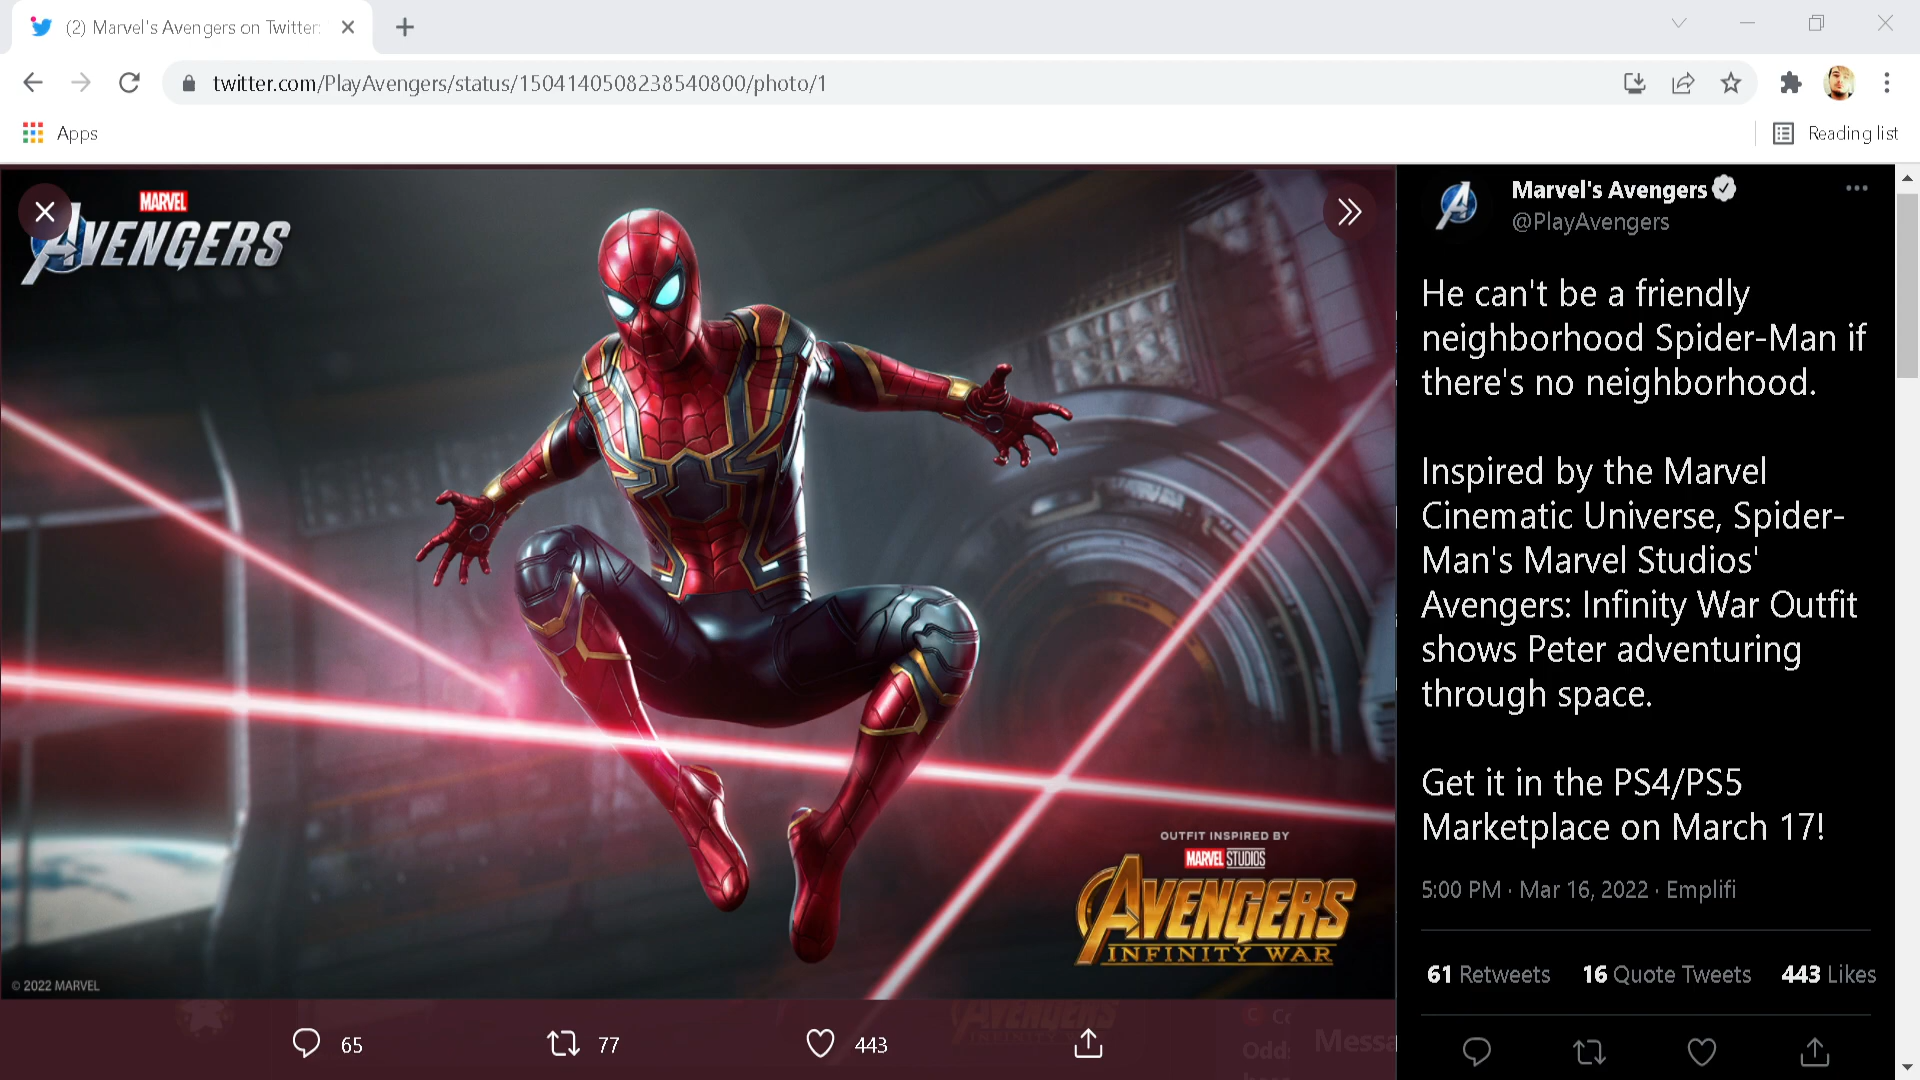 (2) Marvel's Avengers on Twitter:
twitter.com/PlayAvengers/status/1504140508238540800/photo/1
Apps
Reading list
MARVEL
AVENGERS
OUTFIT INSPIRED BY
MARVEL STUDIOS
AVENGERS
INFINITY WAR
© 2022 MARVEL
65
77
443
Marvel's Avengers
@PlayAvengers
He can't be a friendly
neighborhood Spider-Man if
there's no neighborhood.
Inspired by the Marvel
Cinematic Universe, Spider-
Man's Marvel Studios'
Avengers: Infinity War Outfit
shows Peter adventuring
through space.
Get it in the PS4/PS5
Marketplace on March 17!
5:00 PM · Mar 16, 2022 · Emplifi
61 Retweets 16 Quote Tweets 443 Likes